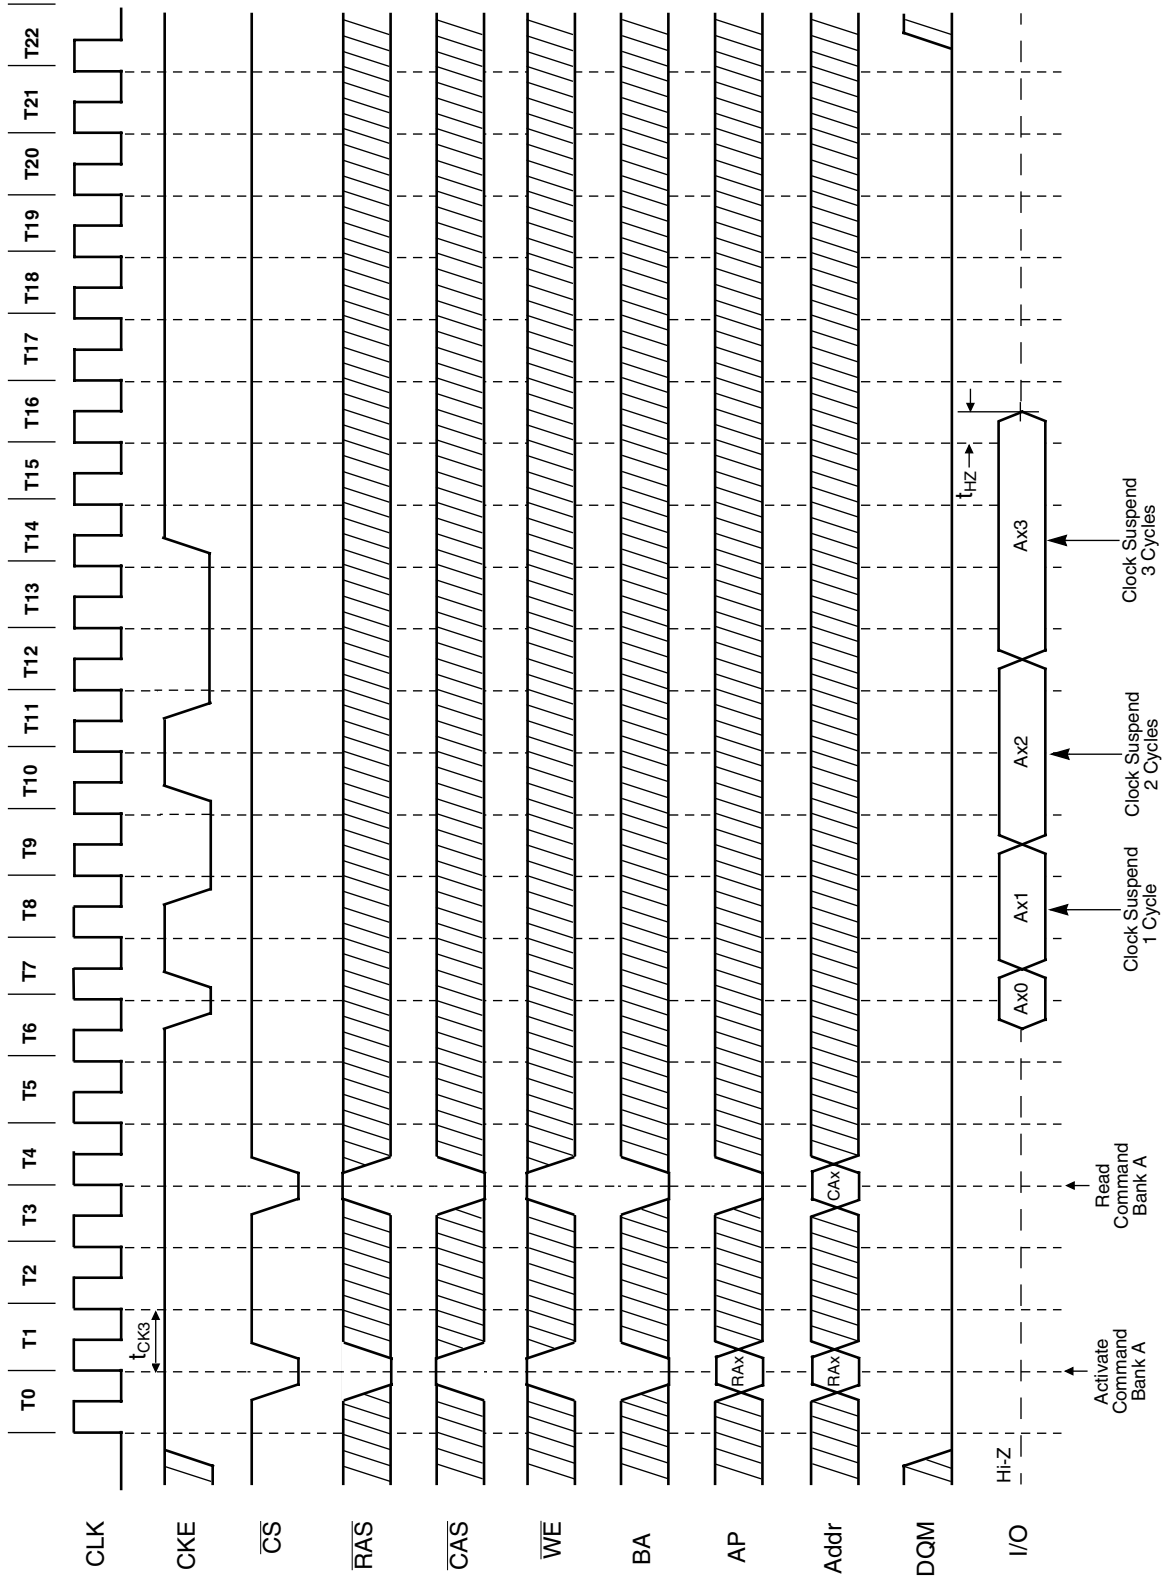 T0 T1 T2 T3 T4 T5 T6 T7 T8 T9 T10 T11 T12 T13 T14 T15 T16 T17 T18 T19 T20 T21 T22
CLK
tCK3
CKE
CS
RAS
CAS
WE
BA
AP
RAx
Addr
RAx CAx
DQM
tHZ
I/O
Hi-Z
Ax0 Ax1 Ax2 Ax3
Activate
Command
Bank A
Read
Command
Bank A
Clock Suspend
1 Cycle
Clock Suspend
2 Cycles
Clock Suspend
3 Cycles